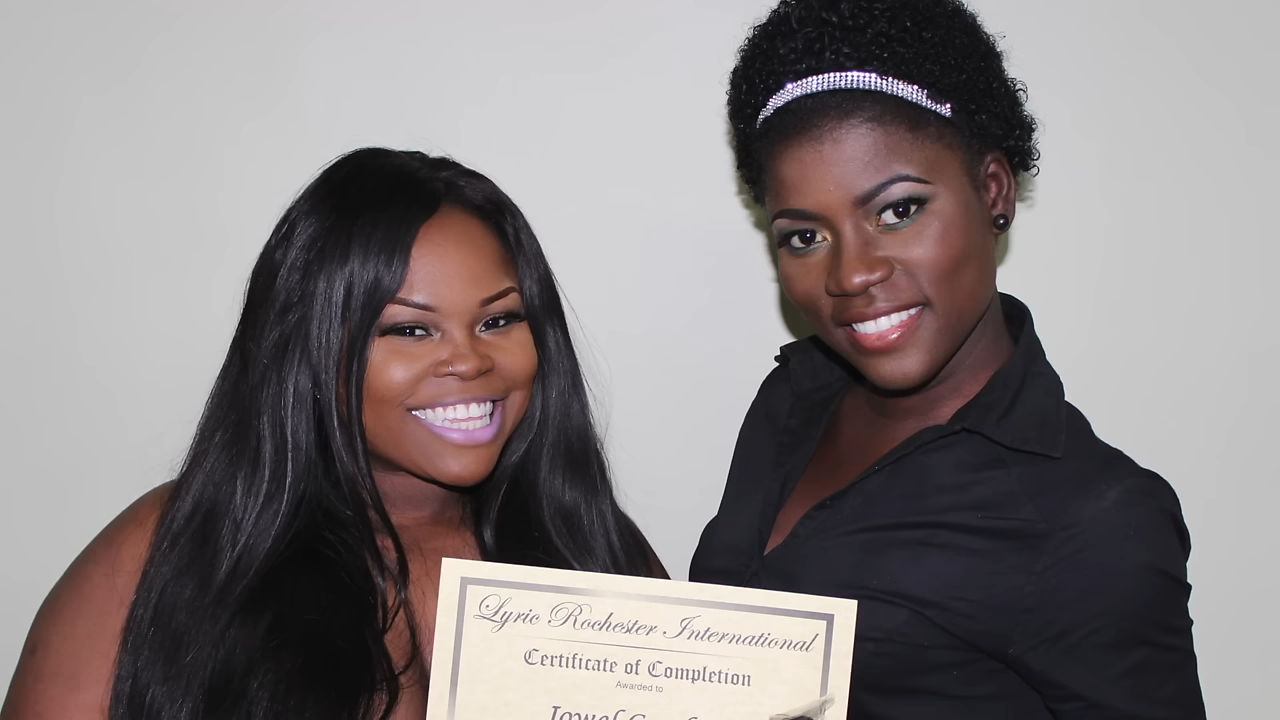 Lyric Rochester International
Certificate of Completion
Awarded to